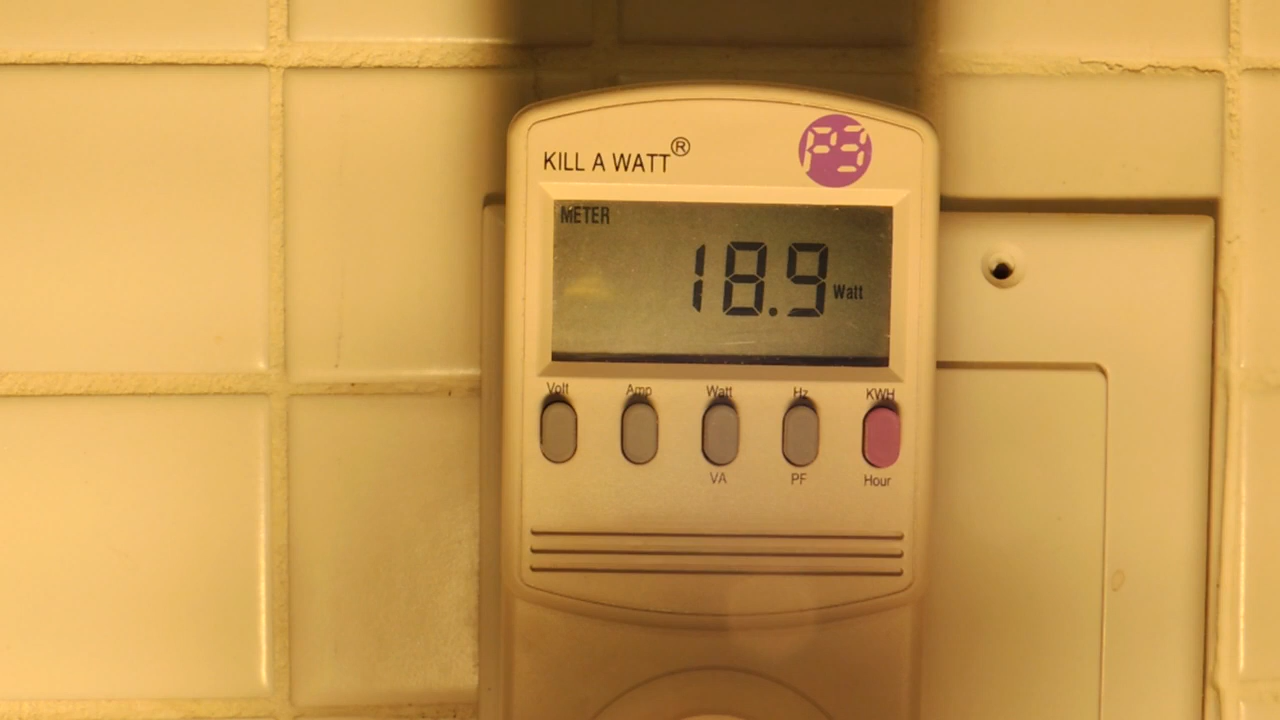 KILL A WATT®
P3
METER
18.9 Watt
Volt Amp Watt Hz KWH
VA PF Hour